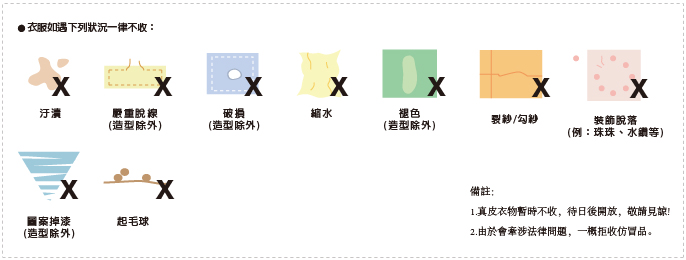 ● 衣服如遇下列狀況一律不收：
X X X X X X X
汙漬 嚴重脫線 破損 縮水 褪色 裂紗/勾紗 裝飾脫落
(造型除外) (造型除外) (造型除外) (例：珠珠、水鑽等)
X X
圖案掉漆 起毛球
(造型除外)
備註：
1.真皮衣物暫時不收，待日後開放，敬請見諒!
2.由於會牽涉法律問題，一概拒收仿冒品。